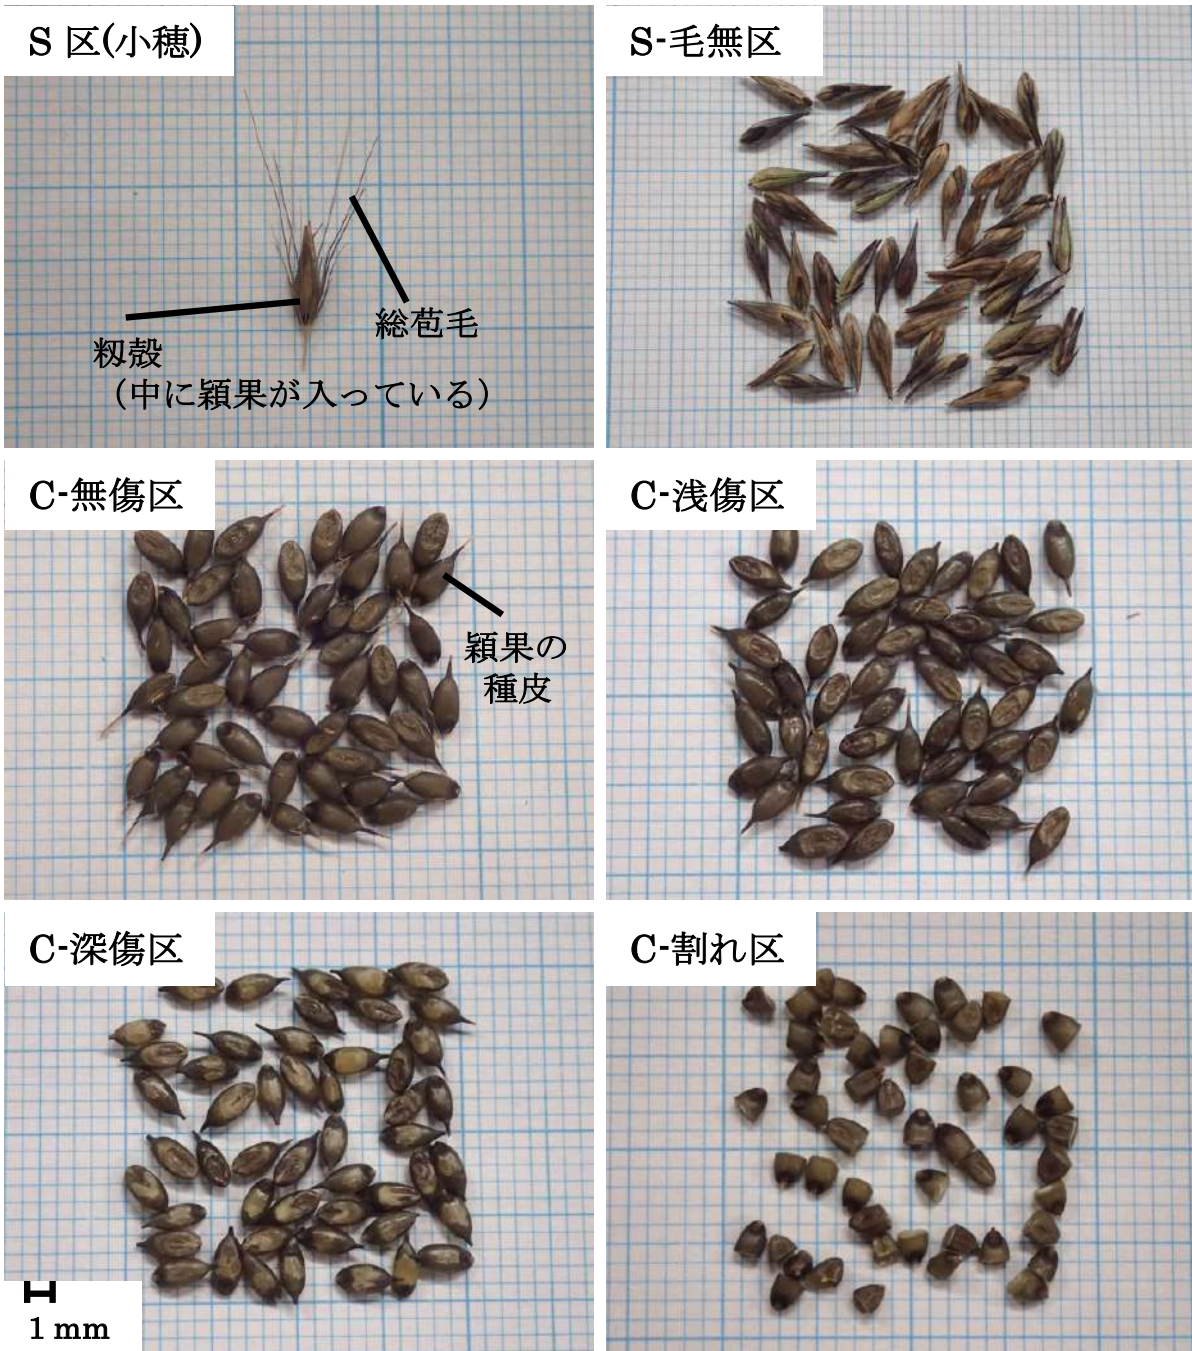 S 区(小穂)
総苞毛
籾殻
（中に穎果が入っている）
S-毛無区
C-無傷区
穎果の
種皮
C-浅傷区
C-深傷区
1 mm
C-割れ区